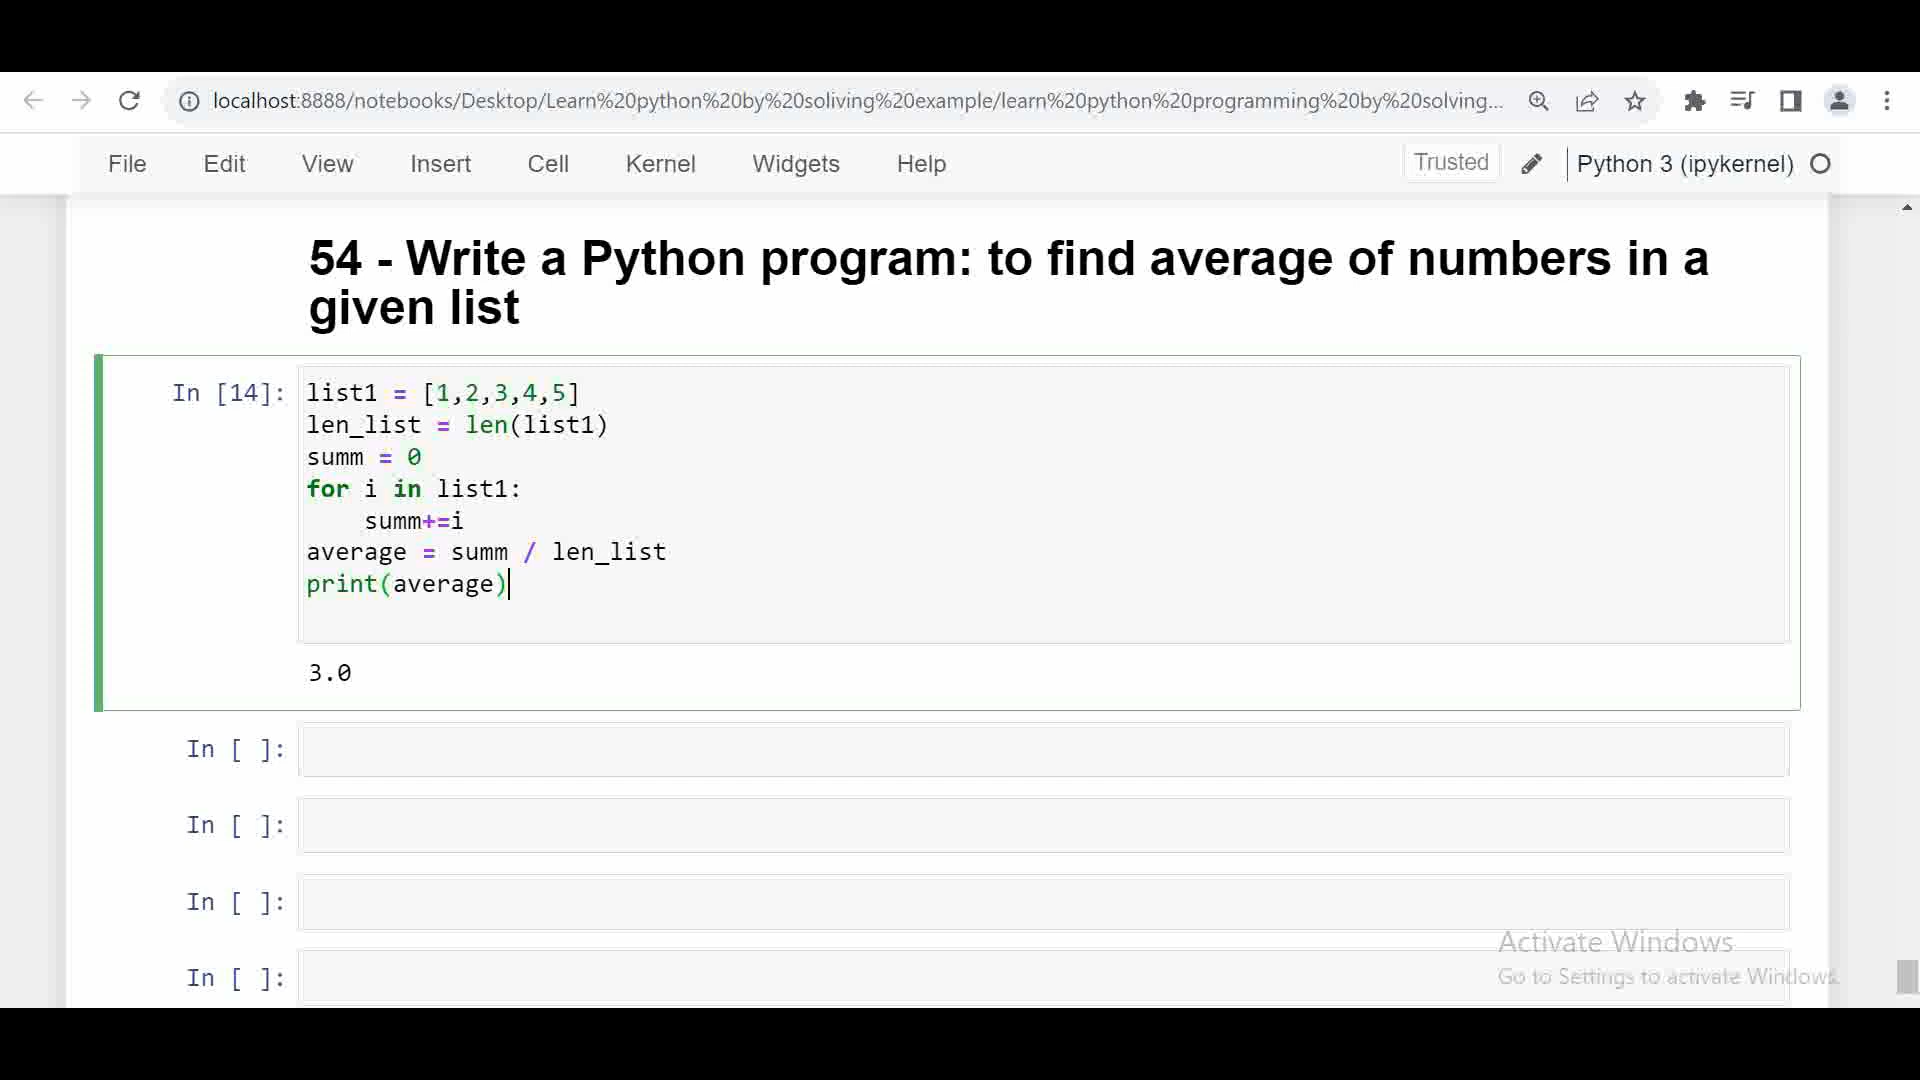 localhost:8888/notebooks/Desktop/Learn%20python%20by%20soliving%20example/learn%20python%20programming%20by%20solving...
File Edit View Insert Cell Kernel Widgets Help Trusted Python 3 (ipykernel)
54 - Write a Python program: to find average of numbers in a
given list
In [14]: list1 = [1,2,3,4,5]
len_list = len(list1)
summ = 0
for i in list1:
    summ+=i
average = summ / len_list
print(average)
3.0
In [ ]:
In [ ]:
In [ ]:
Activate Windows
In [ ]:
Go to Settings to activate Windows.